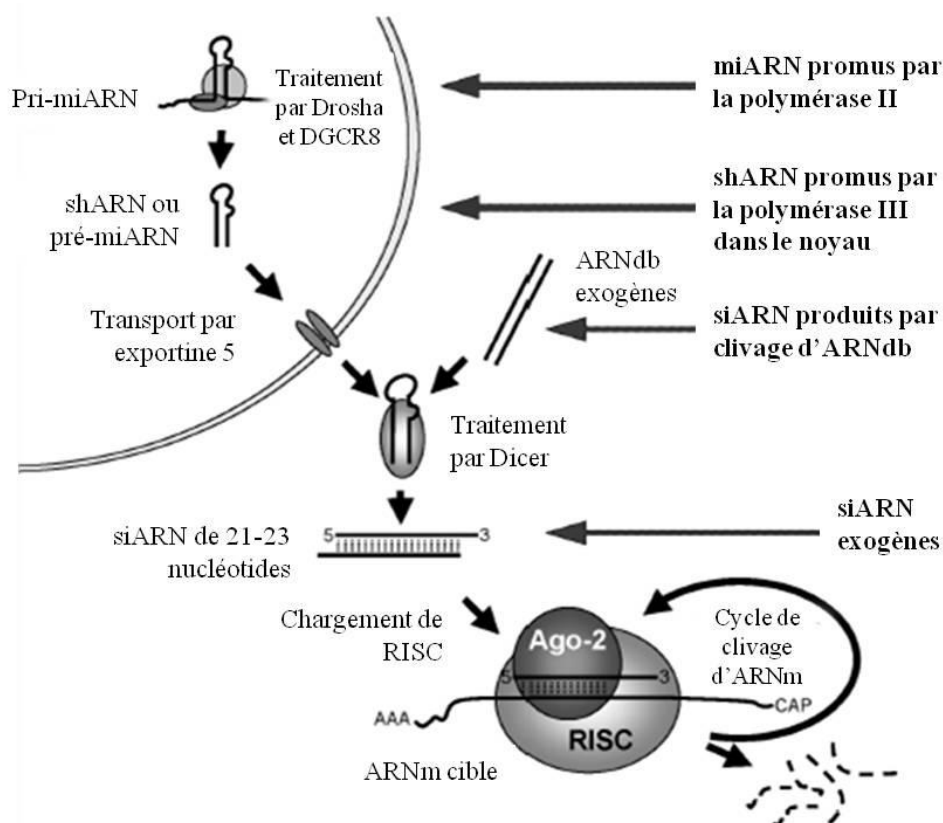 Pri-miARN
Traitement
par Drosha
et DGCR8
miARN promus par
la polymérase II
shARN ou
pré-miARN
shARN promus par
la polymérase III
dans le noyau
ARNdb
exogènes
Transport par
exportine 5
siARN produits par
clivage d'ARNdb
Traitement
par Dicer
siARN de 21-23
nucléotides
5
3
siARN
exogènes
Chargement de
RISC
Ago-2
5
3
Cycle de
clivage
d'ARNm
AAA
CAP
RISC
ARNm cible